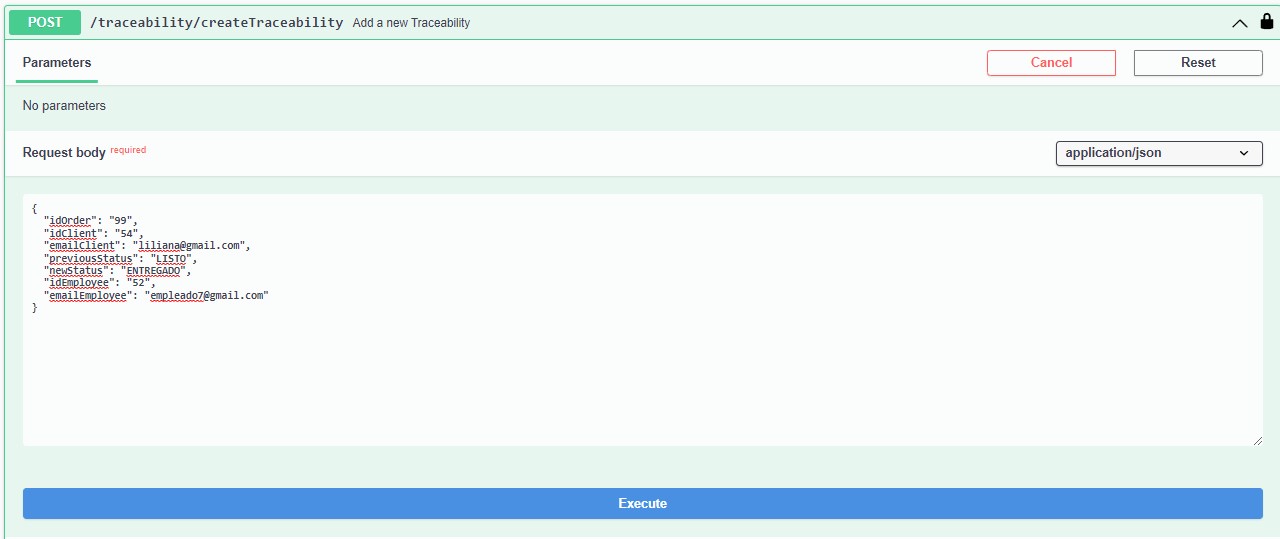 POST /traceability/createTraceability Add a new Traceability
Parameters Cancel Reset
No parameters
Request body required application/json
{
"idOrder": "99",
"idClient": "54",
"emailClient": "liliana@gmail.com",
"previousStatus": "LISTO",
"newStatus": "ENTREGADO",
"idEmployee": "52",
"emailEmployee": "empleado7@gmail.com"
}
Execute